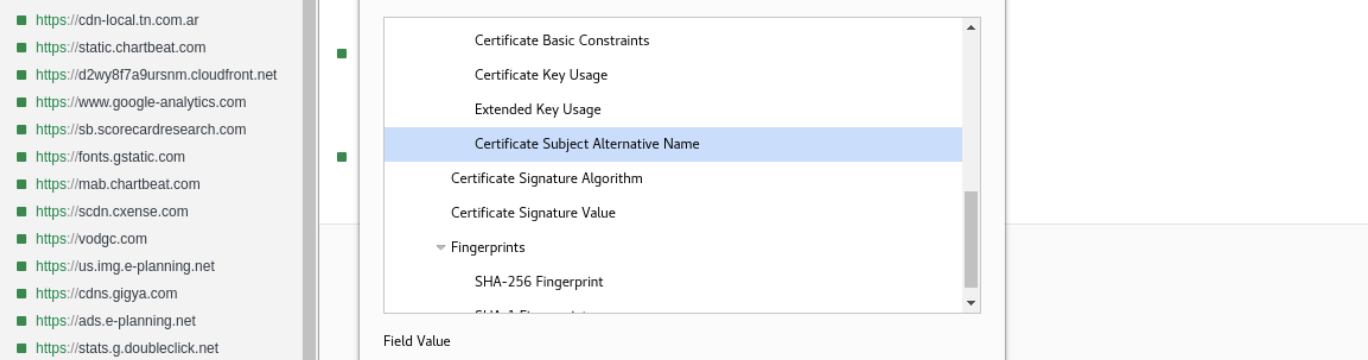 https://cdn-local.tn.com.ar
https://static.chartbeat.com
https://d2wy8f7a9ursnm.cloudfront.net
https://www.google-analytics.com
https://sb.scorecardresearch.com
https://fonts.gstatic.com
https://mab.chartbeat.com
https://scdn.cxense.com
https://vodgc.com
https://us.img.e-planning.net
https://cdns.gigya.com
https://ads.e-planning.net
https://stats.g.doubleclick.net
Certificate Basic Constraints
Certificate Key Usage
Extended Key Usage
Certificate Subject Alternative Name
Certificate Signature Algorithm
Certificate Signature Value
Fingerprints
SHA-256 Fingerprint
Field Value